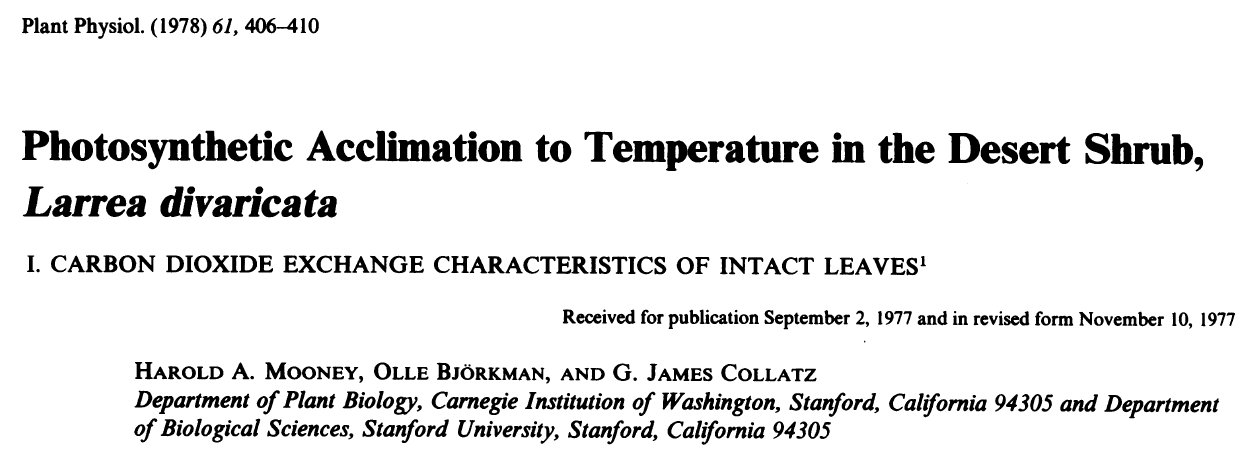 Plant Physiol. (1978) 61, 406–410
Photosynthetic Acclimation to Temperature in the Desert Shrub,
Larrea divaricata
I. CARBON DIOXIDE EXCHANGE CHARACTERISTICS OF INTACT LEAVES¹
Received for publication September 2, 1977 and in revised form November 10, 1977
HAROLD A. MOONEY, OLLE BJÖRKMAN, AND G. JAMES COLLATZ
Department of Plant Biology, Carnegie Institution of Washington, Stanford, California 94305 and Department
of Biological Sciences, Stanford University, Stanford, California 94305